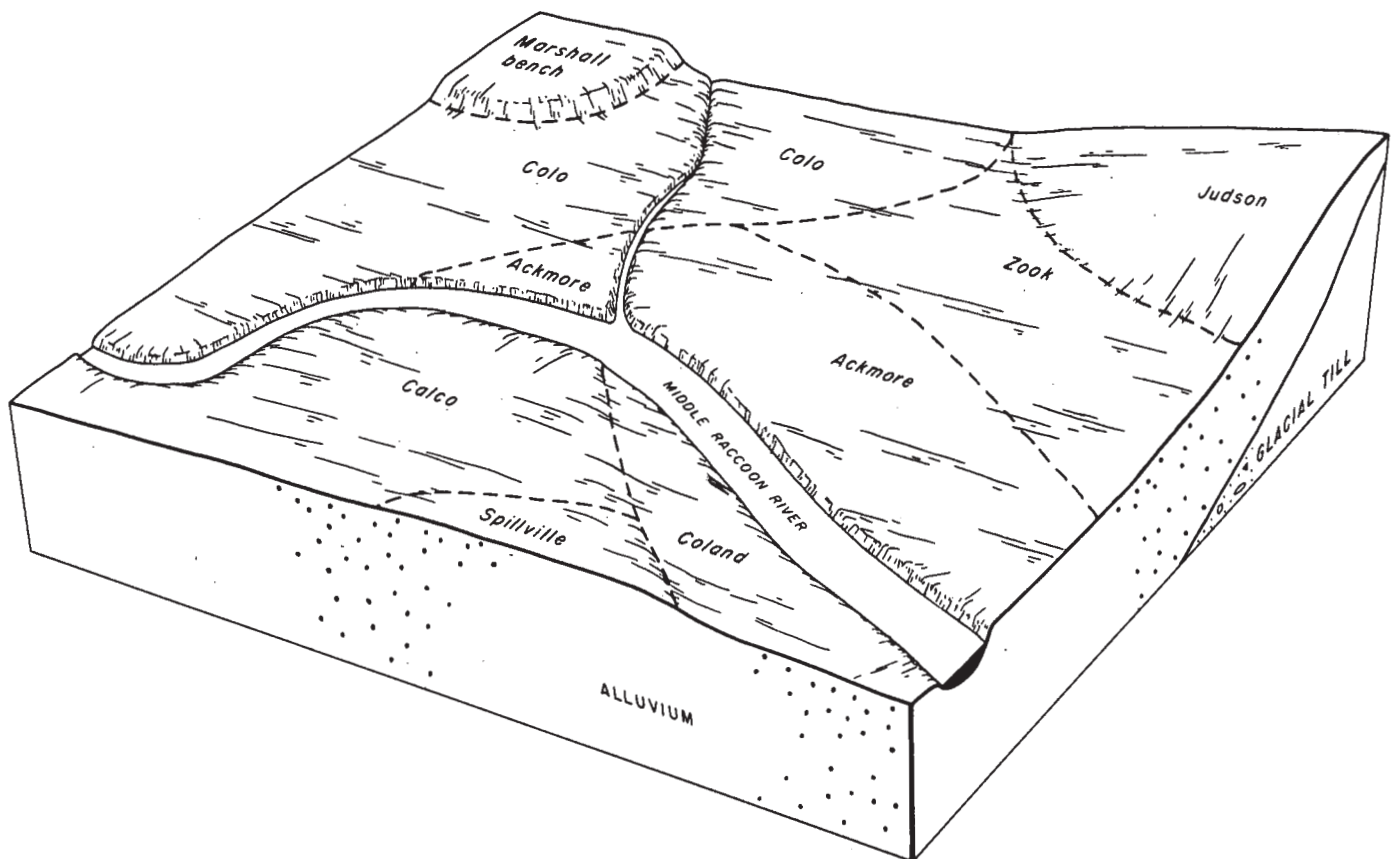 Marshall
bench
Colo
Colo
Judson
Zook
Ackmore
Ackmore
Calco
MIDDLE RACCOON RIVER
GLACIAL TILL
Spillville
Coland
ALLUVIUM